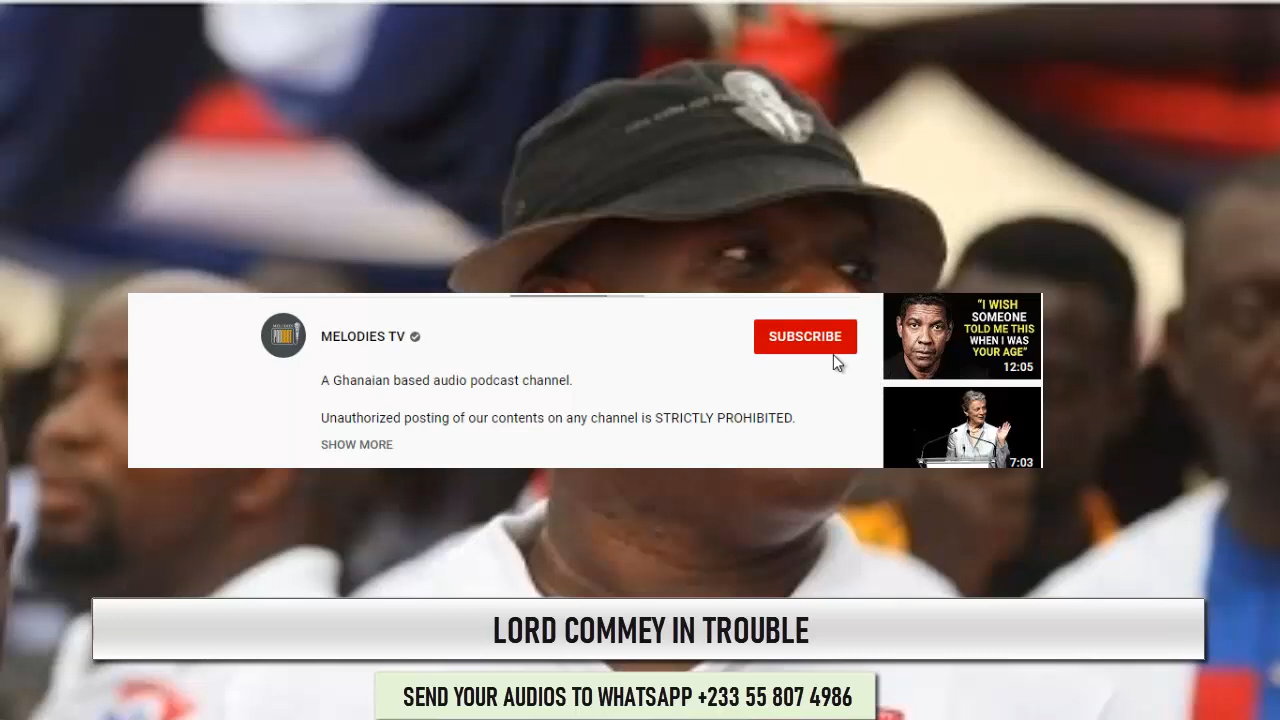 MELODIES TV
SUBSCRIBE
A Ghanaian based audio podcast channel.
Unauthorized posting of our contents on any channel is STRICTLY PROHIBITED.
SHOW MORE
"I WISH
SOMEONE
TOLD ME THIS
WHEN I WAS
YOUR AGE"
12:05
7:03
LORD COMMEY IN TROUBLE
SEND YOUR AUDIOS TO WHATSAPP +233 55 807 4986